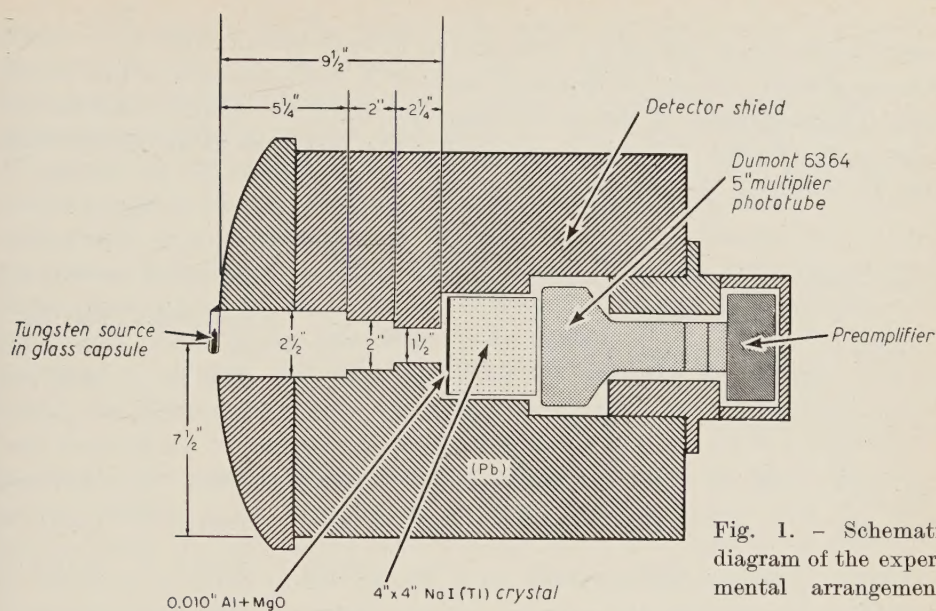 9½"
5¼"
2"
2¼"
Detector shield
Dumont 6364
5" multiplier
phototube
Tungsten source
in glass capsule
2½"
2"
1½"
Preamplifier
7½"
(Pb)
0.010" Al + MgO
4" x 4" NaI (Tl) crystal
Fig. 1. – Schemati
diagram of the exper
mental arrangemen